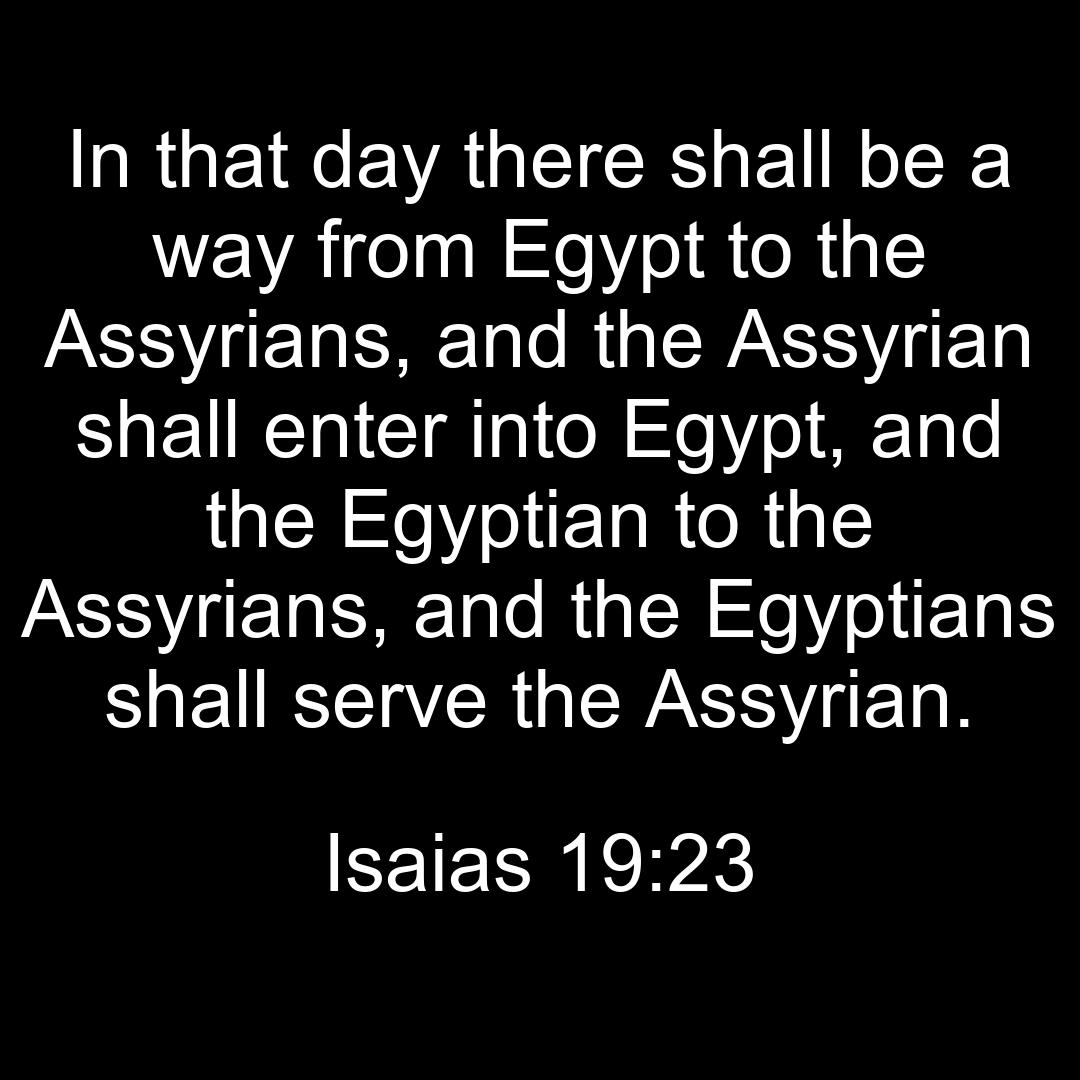 In that day there shall be a
way from Egypt to the
Assyrians, and the Assyrian
shall enter into Egypt, and
the Egyptian to the
Assyrians, and the Egyptians
shall serve the Assyrian.
Isaias 19:23